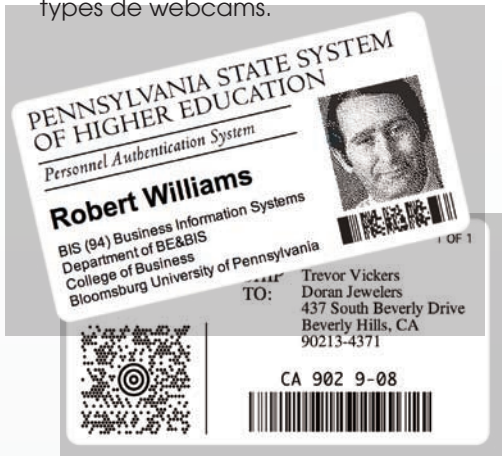 types de webcams.
PENNSYLVANIA STATE SYSTEM
OF HIGHER EDUCATION
Personnel Authentication System
Robert Williams
BIS (94) Business Information Systems
Department of BE&BIS
College of Business
Bloomsburg University of Pennsylvania
1 OF 1
TO:
Trevor Vickers
Doran Jewelers
437 South Beverly Drive
Beverly Hills, CA
90213-4371
CA 902 9-08